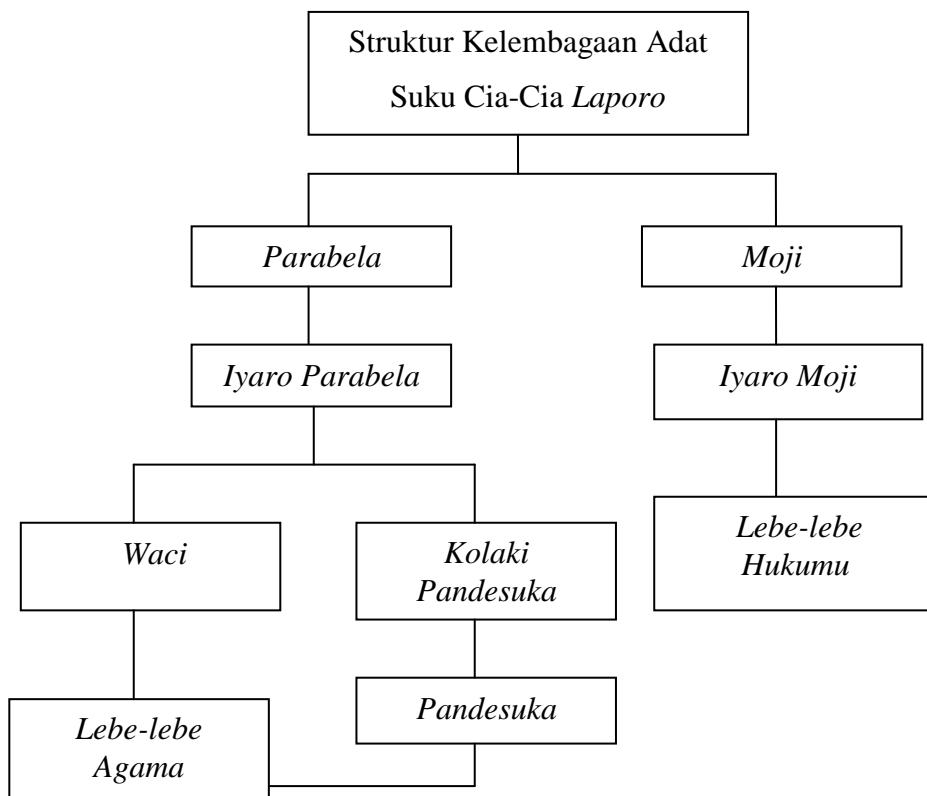 Struktur Kelembagaan Adat
Suku Cia-Cia Laporo
Parabela
Moji
Iyaro Parabela
Iyaro Moji
Waci
Kolaki
Pandesuka
Lebe-lebe
Hukumu
Pandesuka
Lebe-lebe
Agama